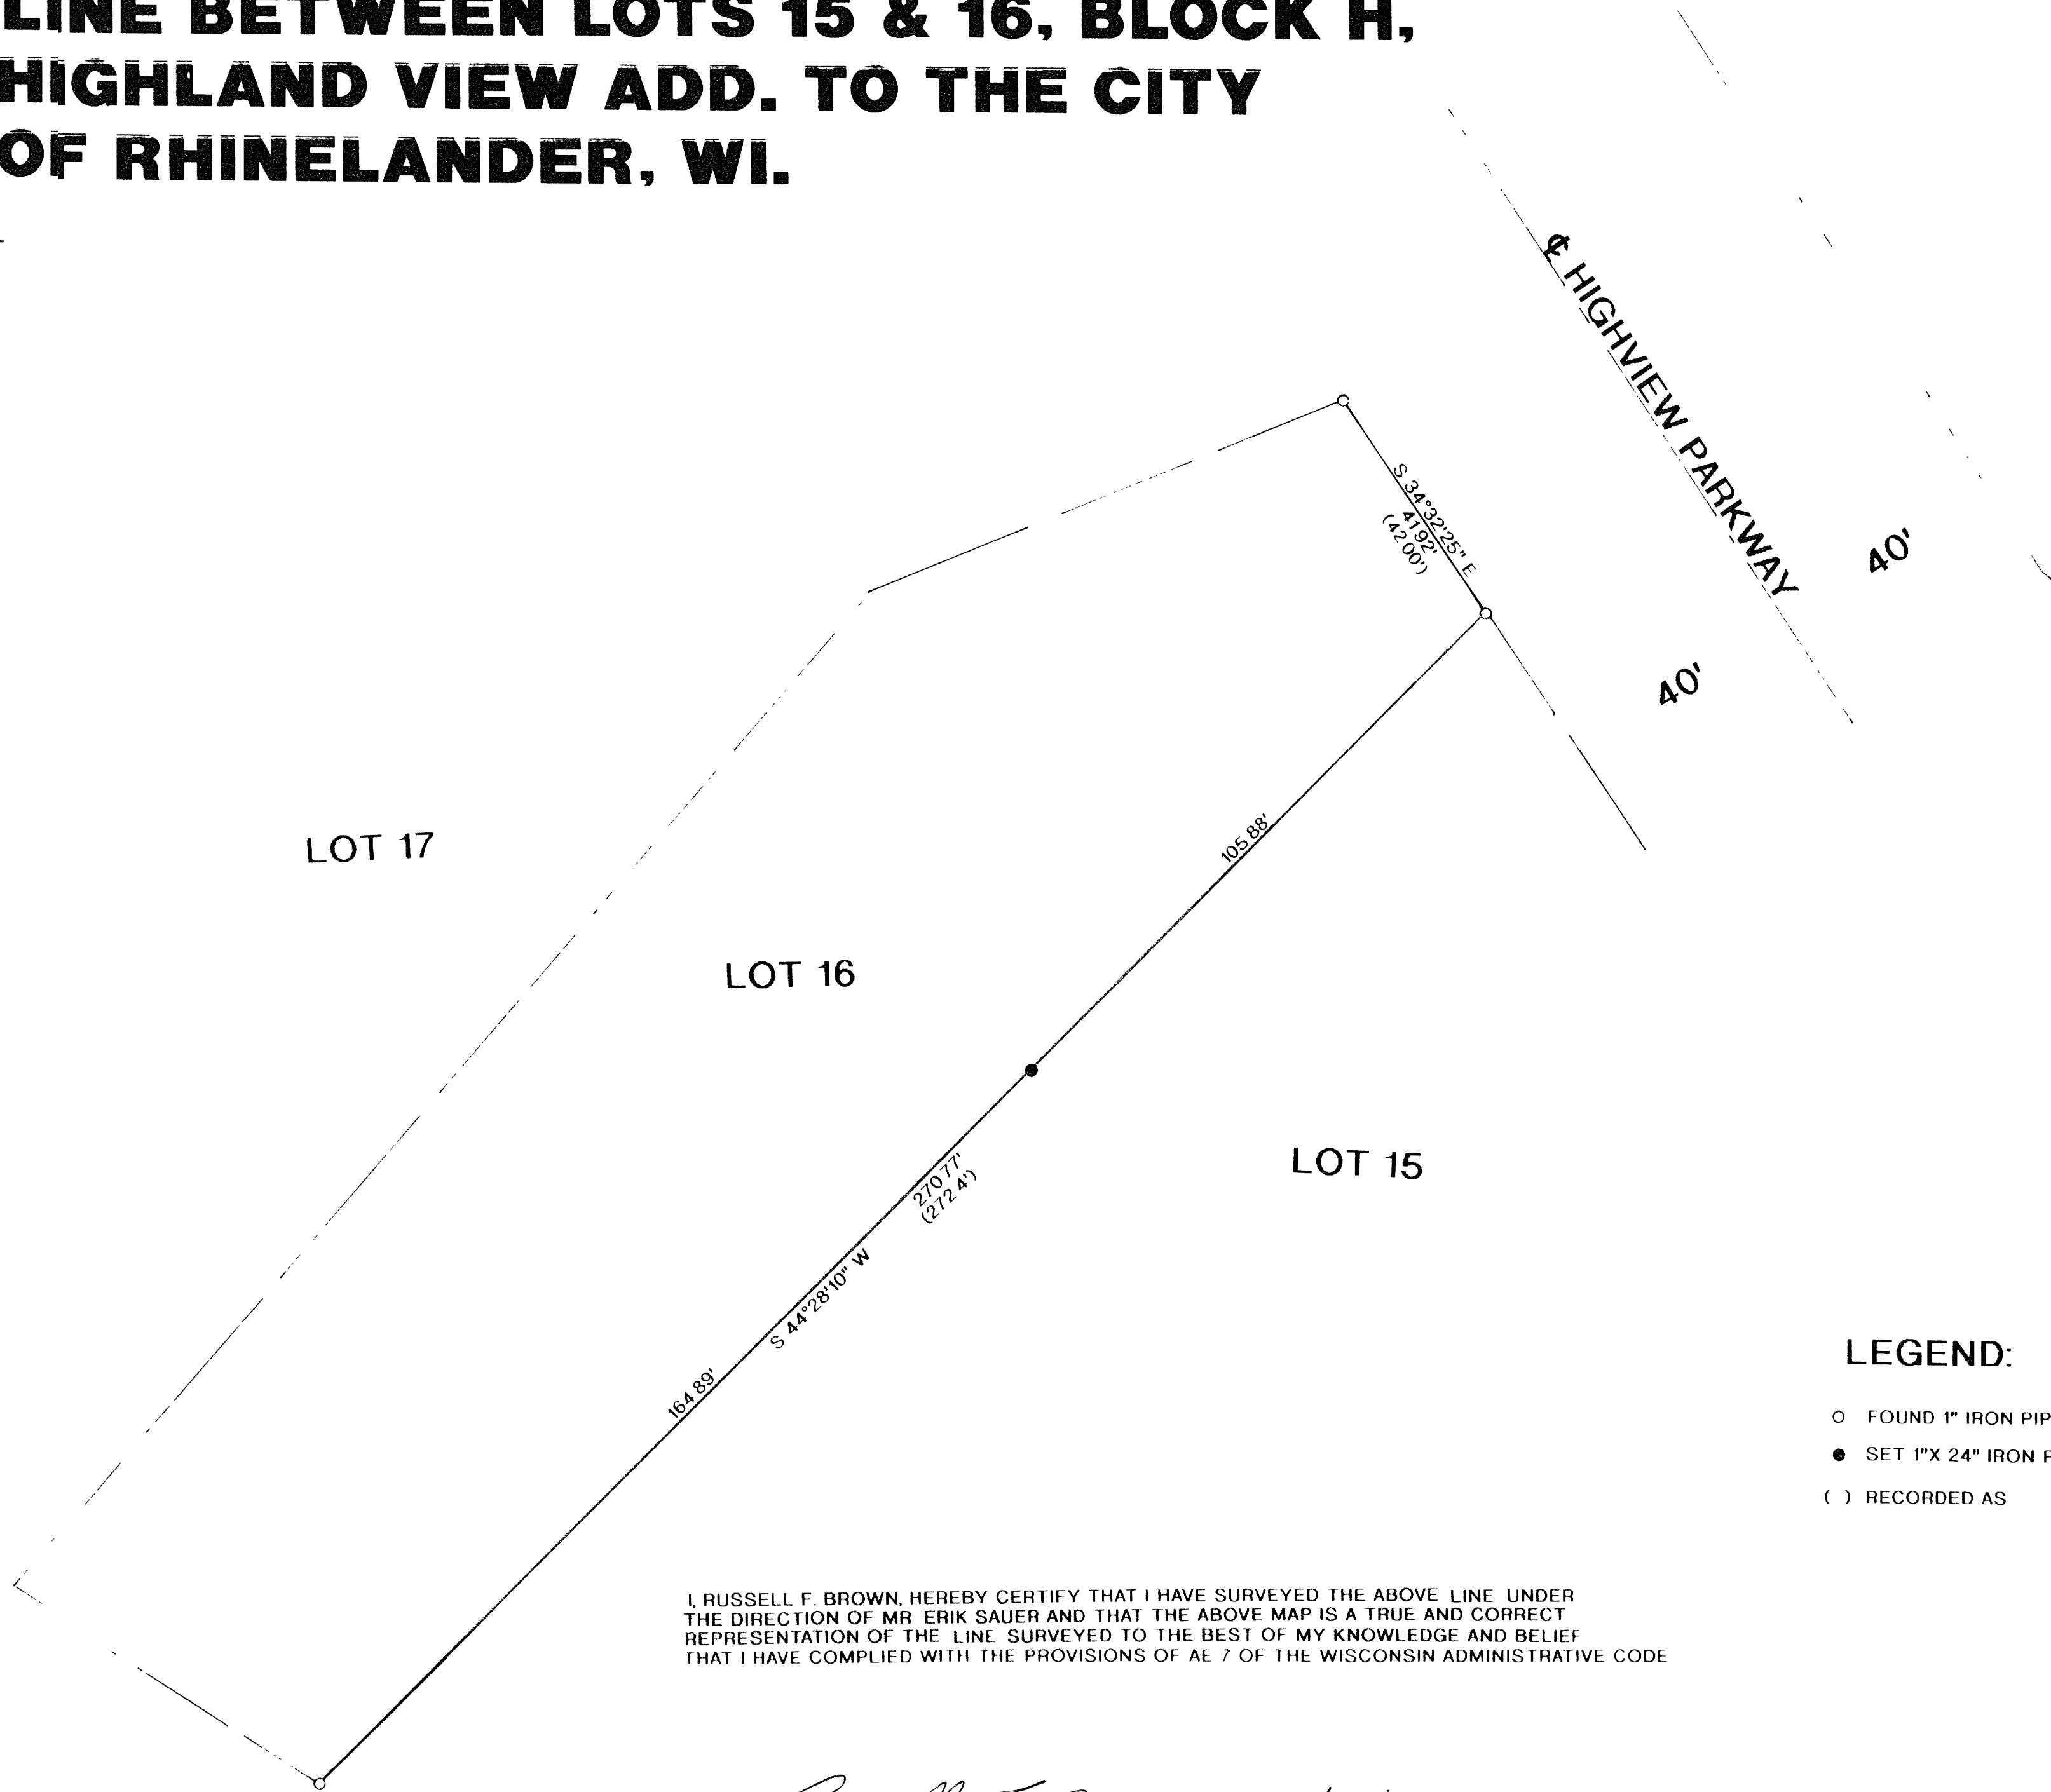 LINE BETWEEN LOTS 15 & 16, BLOCK H,
HIGHLAND VIEW ADD. TO THE CITY
OF RHINELANDER, WI.
℄ HIGHVIEW PARKWAY
40'
40'
S 34°32'25" E
41 92'
(42 00')
105 88'
LOT 17
LOT 16
LOT 15
270 77'
(272 4')
S 44°28'10" W
164 89'
LEGEND:
○ FOUND 1" IRON PIP
● SET 1"X 24" IRON
( ) RECORDED AS
I, RUSSELL F. BROWN, HEREBY CERTIFY THAT I HAVE SURVEYED THE ABOVE LINE UNDER
THE DIRECTION OF MR ERIK SAUER AND THAT THE ABOVE MAP IS A TRUE AND CORRECT
REPRESENTATION OF THE LINE SURVEYED TO THE BEST OF MY KNOWLEDGE AND BELIEF
THAT I HAVE COMPLIED WITH THE PROVISIONS OF AE 7 OF THE WISCONSIN ADMINISTRATIVE CODE